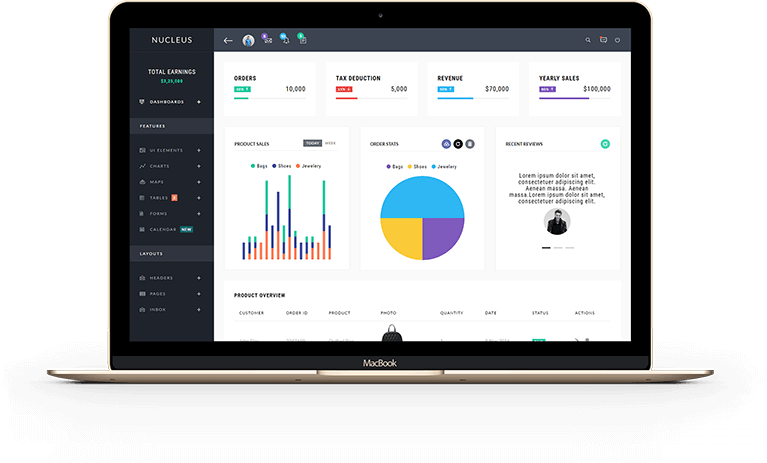 NUCLEUS
TOTAL EARNINGS
DASHBOARDS +
FEATURES
UI ELEMENTS +
CHARTS +
MAPS +
TABLES 2 +
FORMS +
CALENDAR NEW
LAYOUTS
HEADERS +
PAGES +
INBOX +
ORDERS
10,000
TAX DEDUCTION
5,000
REVENUE
$70,000
YEARLY SALES
$100,000
PRODUCT SALES TODAY WEEK
Bags Shoes Jewelery
ORDER STATS
Bags Shoes Jewelery
RECENT REVIEWS
Lorem ipsum dolor sit amet,
consectetuer adipiscing elit.
Aenean massa. Aenean
massa.Lorem ipsum dolor sit amet,
consectetuer adipiscing elit.
PRODUCT OVERVIEW
CUSTOMER ORDER ID PRODUCT PHOTO QUANTITY DATE STATUS ACTIONS
MacBook